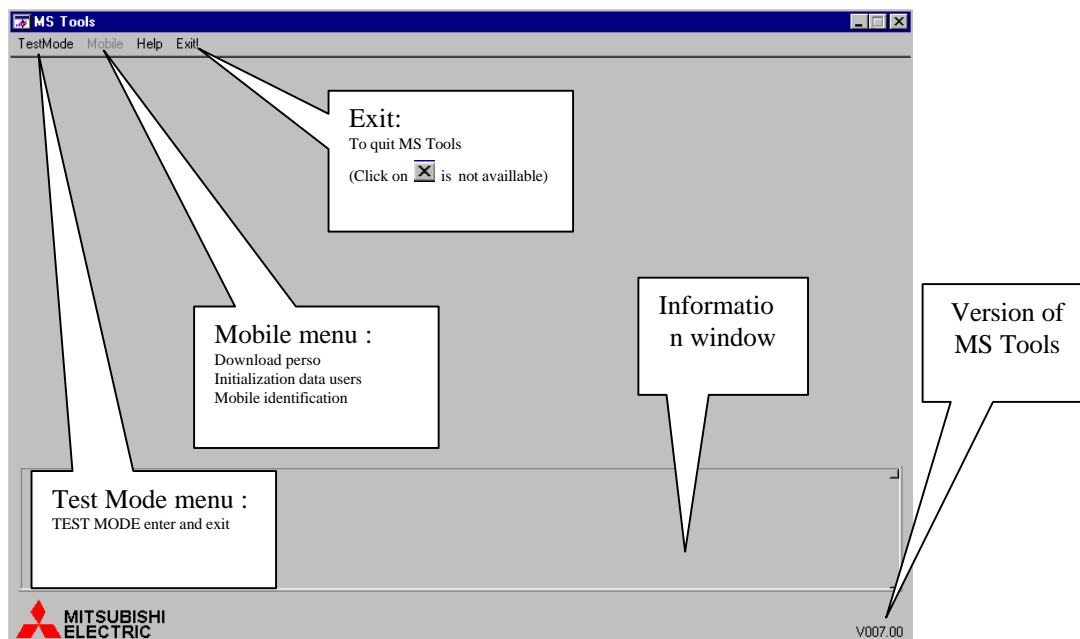 MS Tools
TestMode Mobile Help Exit!
Exit:
To quit MS Tools
(Click on X is not availlable)
Mobile menu :
Download perso
Initialization data users
Mobile identification
Informatio
n window
Version of
MS Tools
Test Mode menu :
TEST MODE enter and exit
MITSUBISHI
ELECTRIC
V007.00